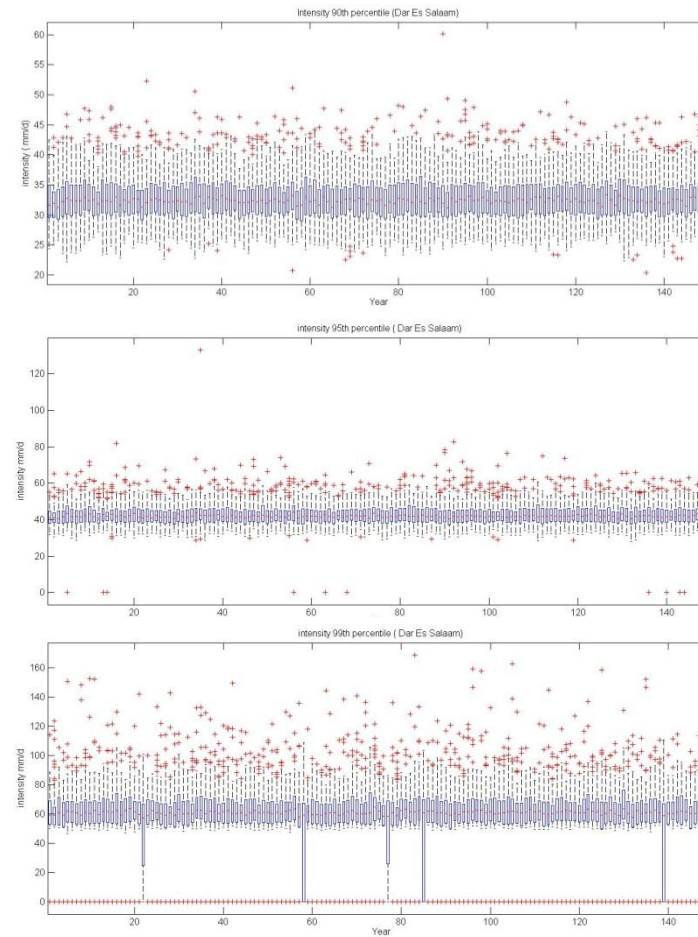 Intensity 90th percentile (Dar Es Salaam)
60
55
50
45
40
35
30
25
20
intensity ( mm/d)
20 40 60 80 100 120 140
Year
intensity 95th percentile ( Dar Es Salaam)
120
100
80
60
40
20
0
intensity mm/d
20 40 60 80 100 120 140
intensity 99th percentile ( Dar Es Salaam)
160
140
120
100
80
60
40
20
0
intensity mm/d
20 40 60 80 100 120 140
Year